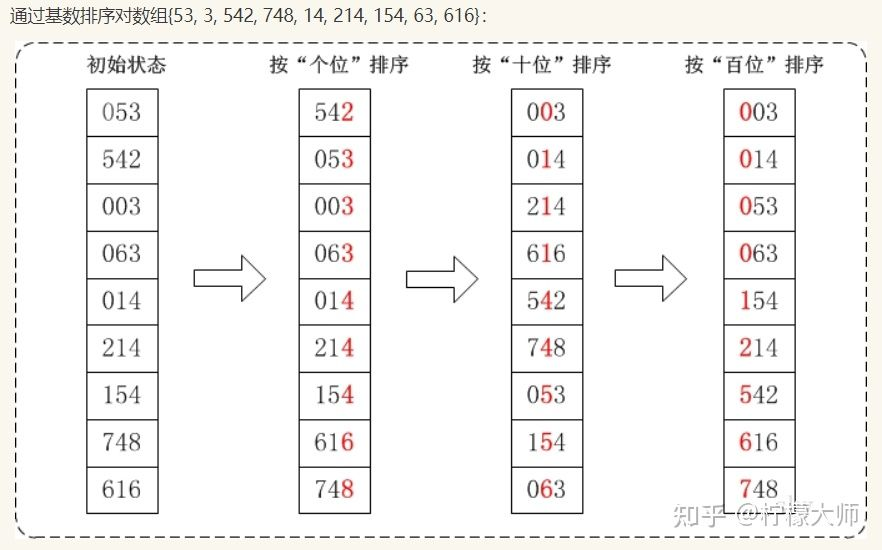 通过基数排序对数组{53, 3, 542, 748, 14, 214, 154, 63, 616}：
初始状态 按“个位”排序 按“十位”排序 按“百位”排序
053 542 003 003
542 053 014 014
003 003 214 053
063 063 616 063
014 014 542 154
214 214 748 214
154 154 053 542
748 616 154 616
616 748 063 748
知乎 @柠檬大师